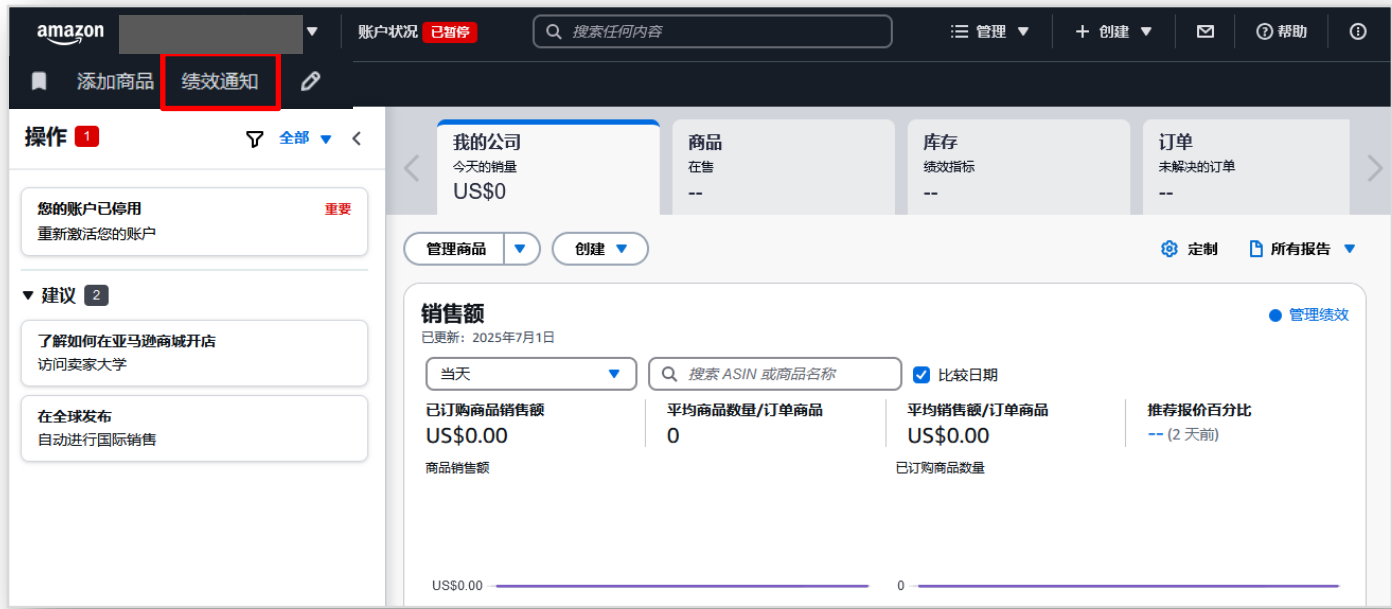 amazon 账户状况 已暂停 搜索任何内容 管理 创建 帮助
添加商品 绩效通知
操作 1 全部
您的账户已停用 重要
重新激活您的账户
建议 2
了解如何在亚马逊商城开店
访问卖家大学
在全球发布
自动进行国际销售
我的公司 商品 库存 订单
今天的销量 在售 绩效指标 未解决的订单
US$0 -- -- --
管理商品 创建 定制 所有报告
销售额 管理绩效
已更新：2025年7月1日
当天 搜索 ASIN 或商品名称 比较日期
已订购商品销售额 平均商品数量/订单商品 平均销售额/订单商品 推荐报价百分比
US$0.00 0 US$0.00 -- (2 天前)
商品销售额 已订购商品数量
US$0.00 0